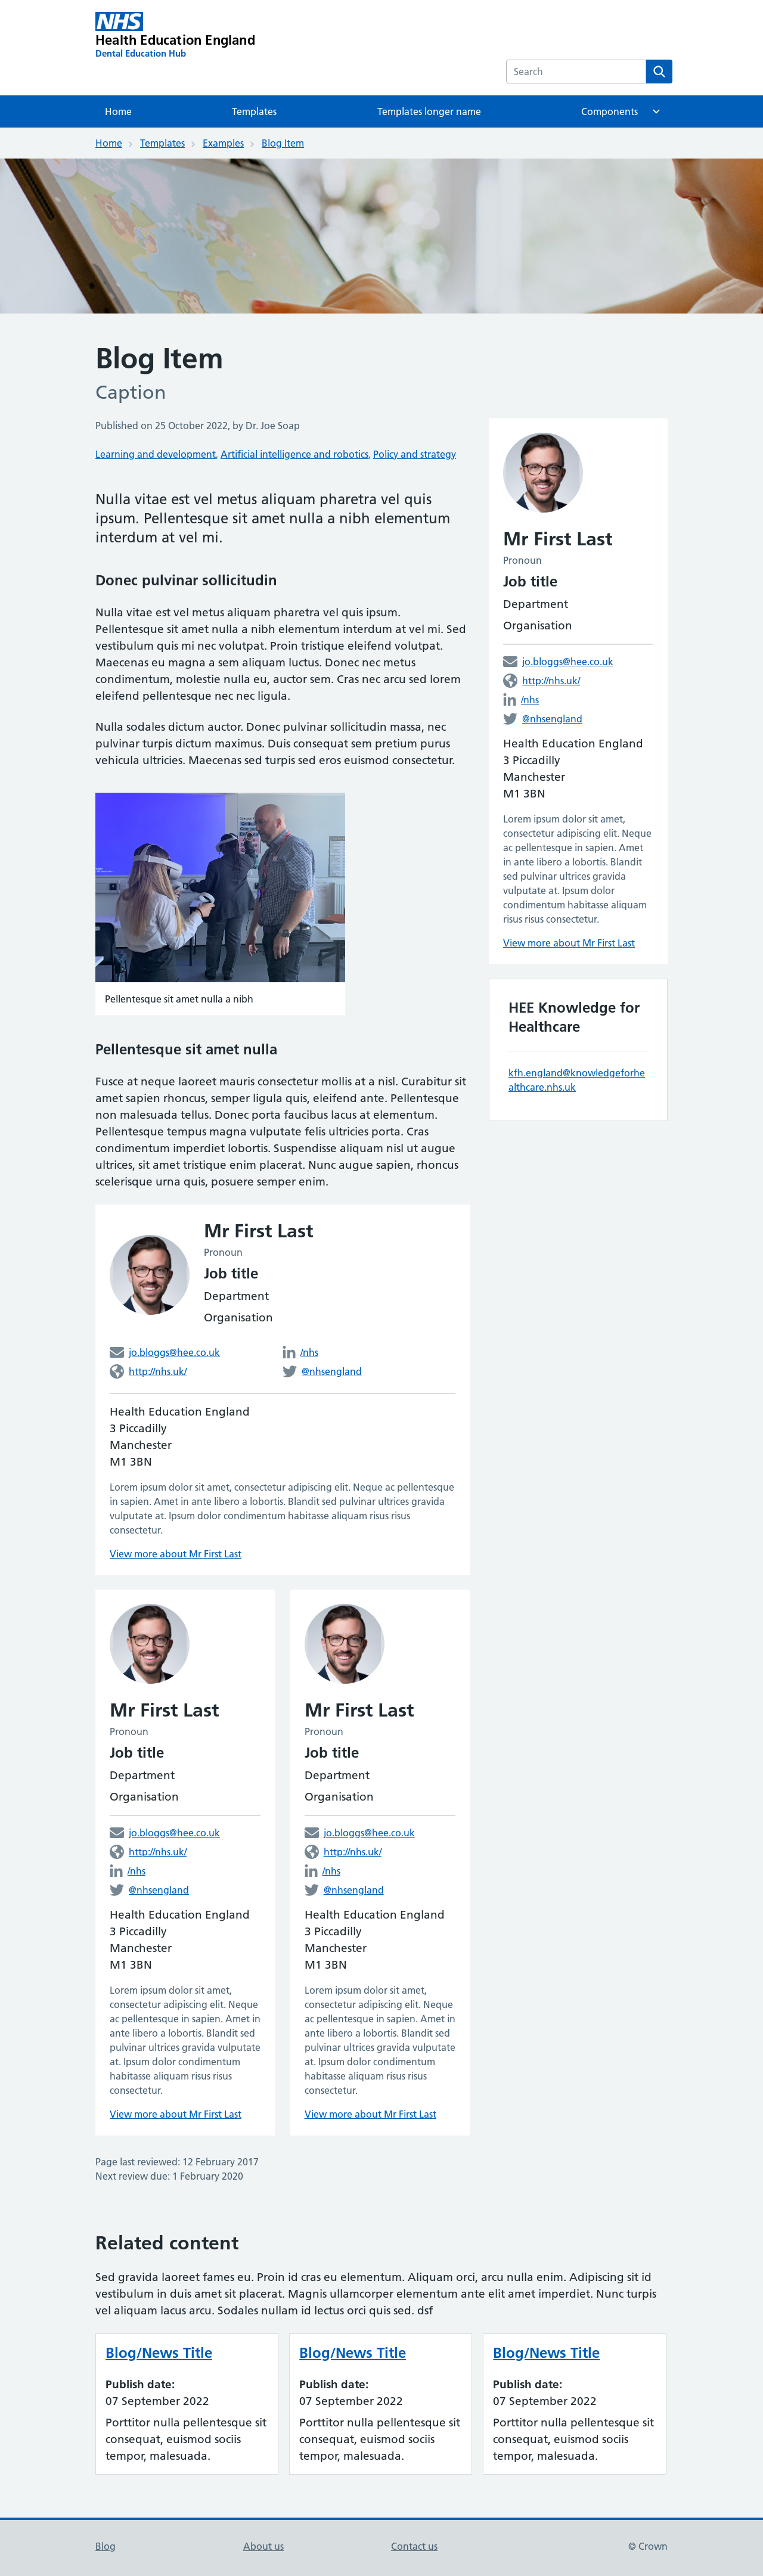 NHS
Health Education England
Dental Education Hub
Search
Home
Templates
Templates longer name
Components
Home
Templates
Examples
Blog Item
Blog Item
Caption
Published on 25 October 2022, by Dr. Joe Soap
Learning and development, Artificial intelligence and robotics, Policy and strategy
Nulla vitae est vel metus aliquam pharetra vel quis
ipsum. Pellentesque sit amet nulla a nibh elementum
interdum at vel mi.
Donec pulvinar sollicitudin
Nulla vitae est vel metus aliquam pharetra vel quis ipsum.
Pellentesque sit amet nulla a nibh elementum interdum at vel mi. Sed
vestibulum quis mi nec volutpat. Proin tristique eleifend volutpat.
Maecenas eu magna a sem aliquam luctus. Donec nec metus
condimentum, molestie nulla eu, auctor sem. Cras nec arcu sed lorem
eleifend pellentesque nec nec ligula.
Nulla sodales dictum auctor. Donec pulvinar sollicitudin massa, nec
pulvinar turpis dictum maximus. Duis consequat sem pretium purus
vehicula ultricies. Maecenas sed turpis sed eros euismod consectetur.
Pellentesque sit amet nulla a nibh
Pellentesque sit amet nulla
Fusce at neque laoreet mauris consectetur mollis a at nisl. Curabitur sit
amet sapien rhoncus, semper ligula quis, eleifend ante. Pellentesque
non malesuada tellus. Donec porta faucibus lacus at elementum.
Pellentesque tempus magna vulputate felis ultricies porta. Cras
condimentum imperdiet lobortis. Suspendisse aliquam nisl ut augue
ultrices, sit amet tristique enim placerat. Nunc augue sapien, rhoncus
scelerisque urna quis, posuere semper enim.
Mr First Last
Pronoun
Job title
Department
Organisation
jo.bloggs@hee.co.uk
/nhs
http://nhs.uk/
@nhsengland
Health Education England
3 Piccadilly
Manchester
M1 3BN
Lorem ipsum dolor sit amet, consectetur adipiscing elit. Neque ac pellentesque
in sapien. Amet in ante libero a lobortis. Blandit sed pulvinar ultrices gravida
vulputate at. Ipsum dolor condimentum habitasse aliquam risus risus
consectetur.
View more about Mr First Last
Mr First Last
Pronoun
Job title
Department
Organisation
jo.bloggs@hee.co.uk
http://nhs.uk/
/nhs
@nhsengland
Health Education England
3 Piccadilly
Manchester
M1 3BN
Lorem ipsum dolor sit amet,
consectetur adipiscing elit. Neque
ac pellentesque in sapien. Amet in
ante libero a lobortis. Blandit sed
pulvinar ultrices gravida vulputate
at. Ipsum dolor condimentum
habitasse aliquam risus risus
consectetur.
View more about Mr First Last
Mr First Last
Pronoun
Job title
Department
Organisation
jo.bloggs@hee.co.uk
http://nhs.uk/
/nhs
@nhsengland
Health Education England
3 Piccadilly
Manchester
M1 3BN
Lorem ipsum dolor sit amet,
consectetur adipiscing elit. Neque
ac pellentesque in sapien. Amet in
ante libero a lobortis. Blandit sed
pulvinar ultrices gravida vulputate
at. Ipsum dolor condimentum
habitasse aliquam risus risus
consectetur.
View more about Mr First Last
Page last reviewed: 12 February 2017
Next review due: 1 February 2020
Mr First Last
Pronoun
Job title
Department
Organisation
jo.bloggs@hee.co.uk
http://nhs.uk/
/nhs
@nhsengland
Health Education England
3 Piccadilly
Manchester
M1 3BN
Lorem ipsum dolor sit amet,
consectetur adipiscing elit. Neque
ac pellentesque in sapien. Amet
in ante libero a lobortis. Blandit
sed pulvinar ultrices gravida
vulputate at. Ipsum dolor
condimentum habitasse aliquam
risus risus consectetur.
View more about Mr First Last
HEE Knowledge for
Healthcare
kfh.england@knowledgeforhe
althcare.nhs.uk
Related content
Sed gravida laoreet fames eu. Proin id cras eu elementum. Aliquam orci, arcu nulla enim. Adipiscing sit id
vestibulum in duis amet sit placerat. Magnis ullamcorper elementum ante elit amet imperdiet. Nunc turpis
vel aliquam lacus arcu. Sodales nullam id lectus orci quis sed. dsf
Blog/News Title
Publish date:
07 September 2022
Porttitor nulla pellentesque sit
consequat, euismod sociis
tempor, malesuada.
Blog/News Title
Publish date:
07 September 2022
Porttitor nulla pellentesque sit
consequat, euismod sociis
tempor, malesuada.
Blog/News Title
Publish date:
07 September 2022
Porttitor nulla pellentesque sit
consequat, euismod sociis
tempor, malesuada.
Blog
About us
Contact us
© Crown